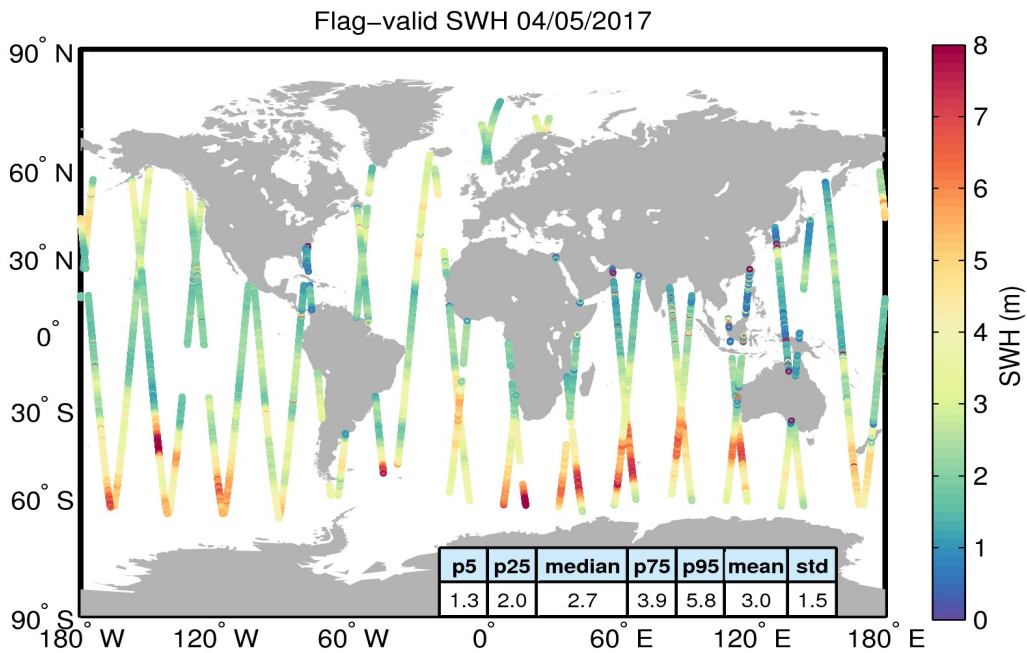 Flag−valid SWH 04/05/2017
90° N
60° N
30° N
0°
30° S
60° S
90° S
180° W
120° W
60° W
0°
60° E
120° E
180° E
p5 p25 median p75 p95 mean std
1.3 2.0 2.7 3.9 5.8 3.0 1.5
8
7
6
5
4
3
2
1
0
SWH (m)